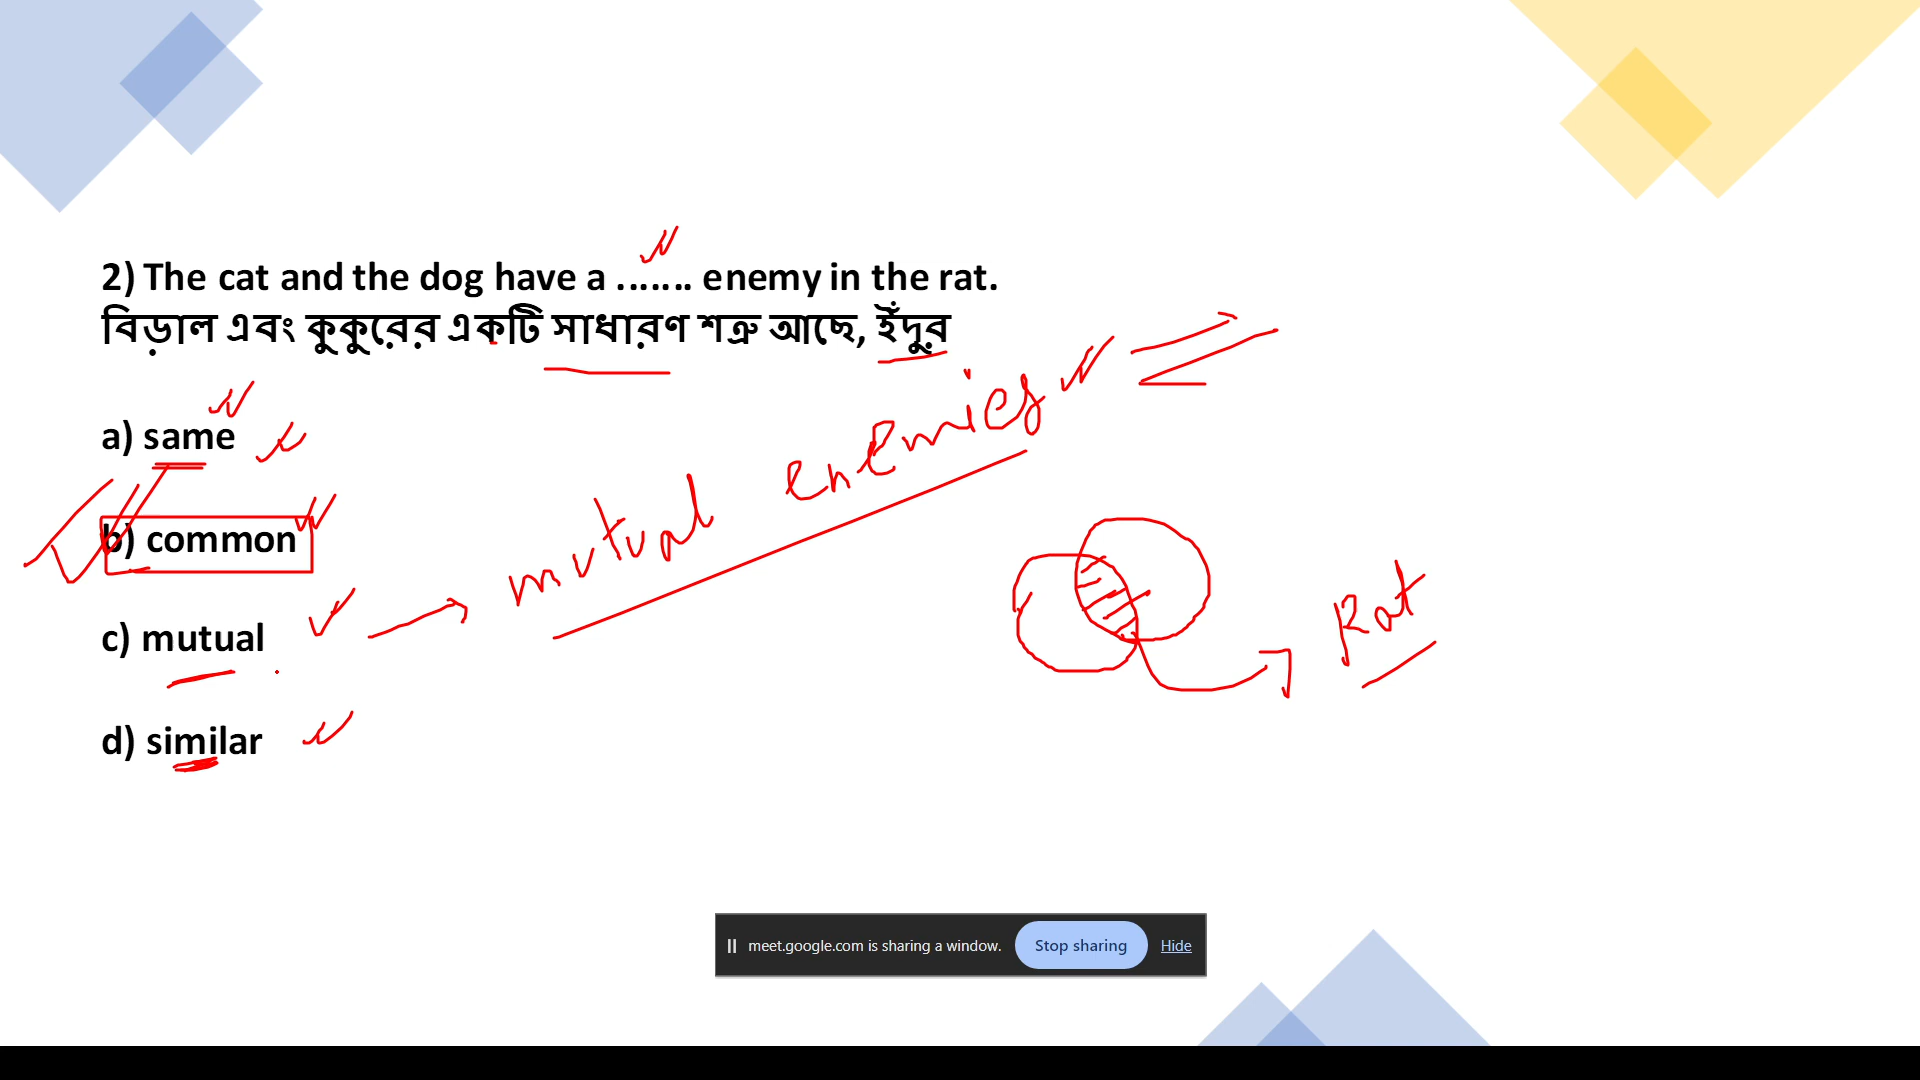 2) The cat and the dog have a ....... enemy in the rat.
বিড়াল এবং কুকুরের একটি সাধারণ শত্রু আছে, ইঁদুর
a) same
b) common
c) mutual
d) similar
mutual enemies
Rat
meet.google.com is sharing a window. Stop sharing Hide